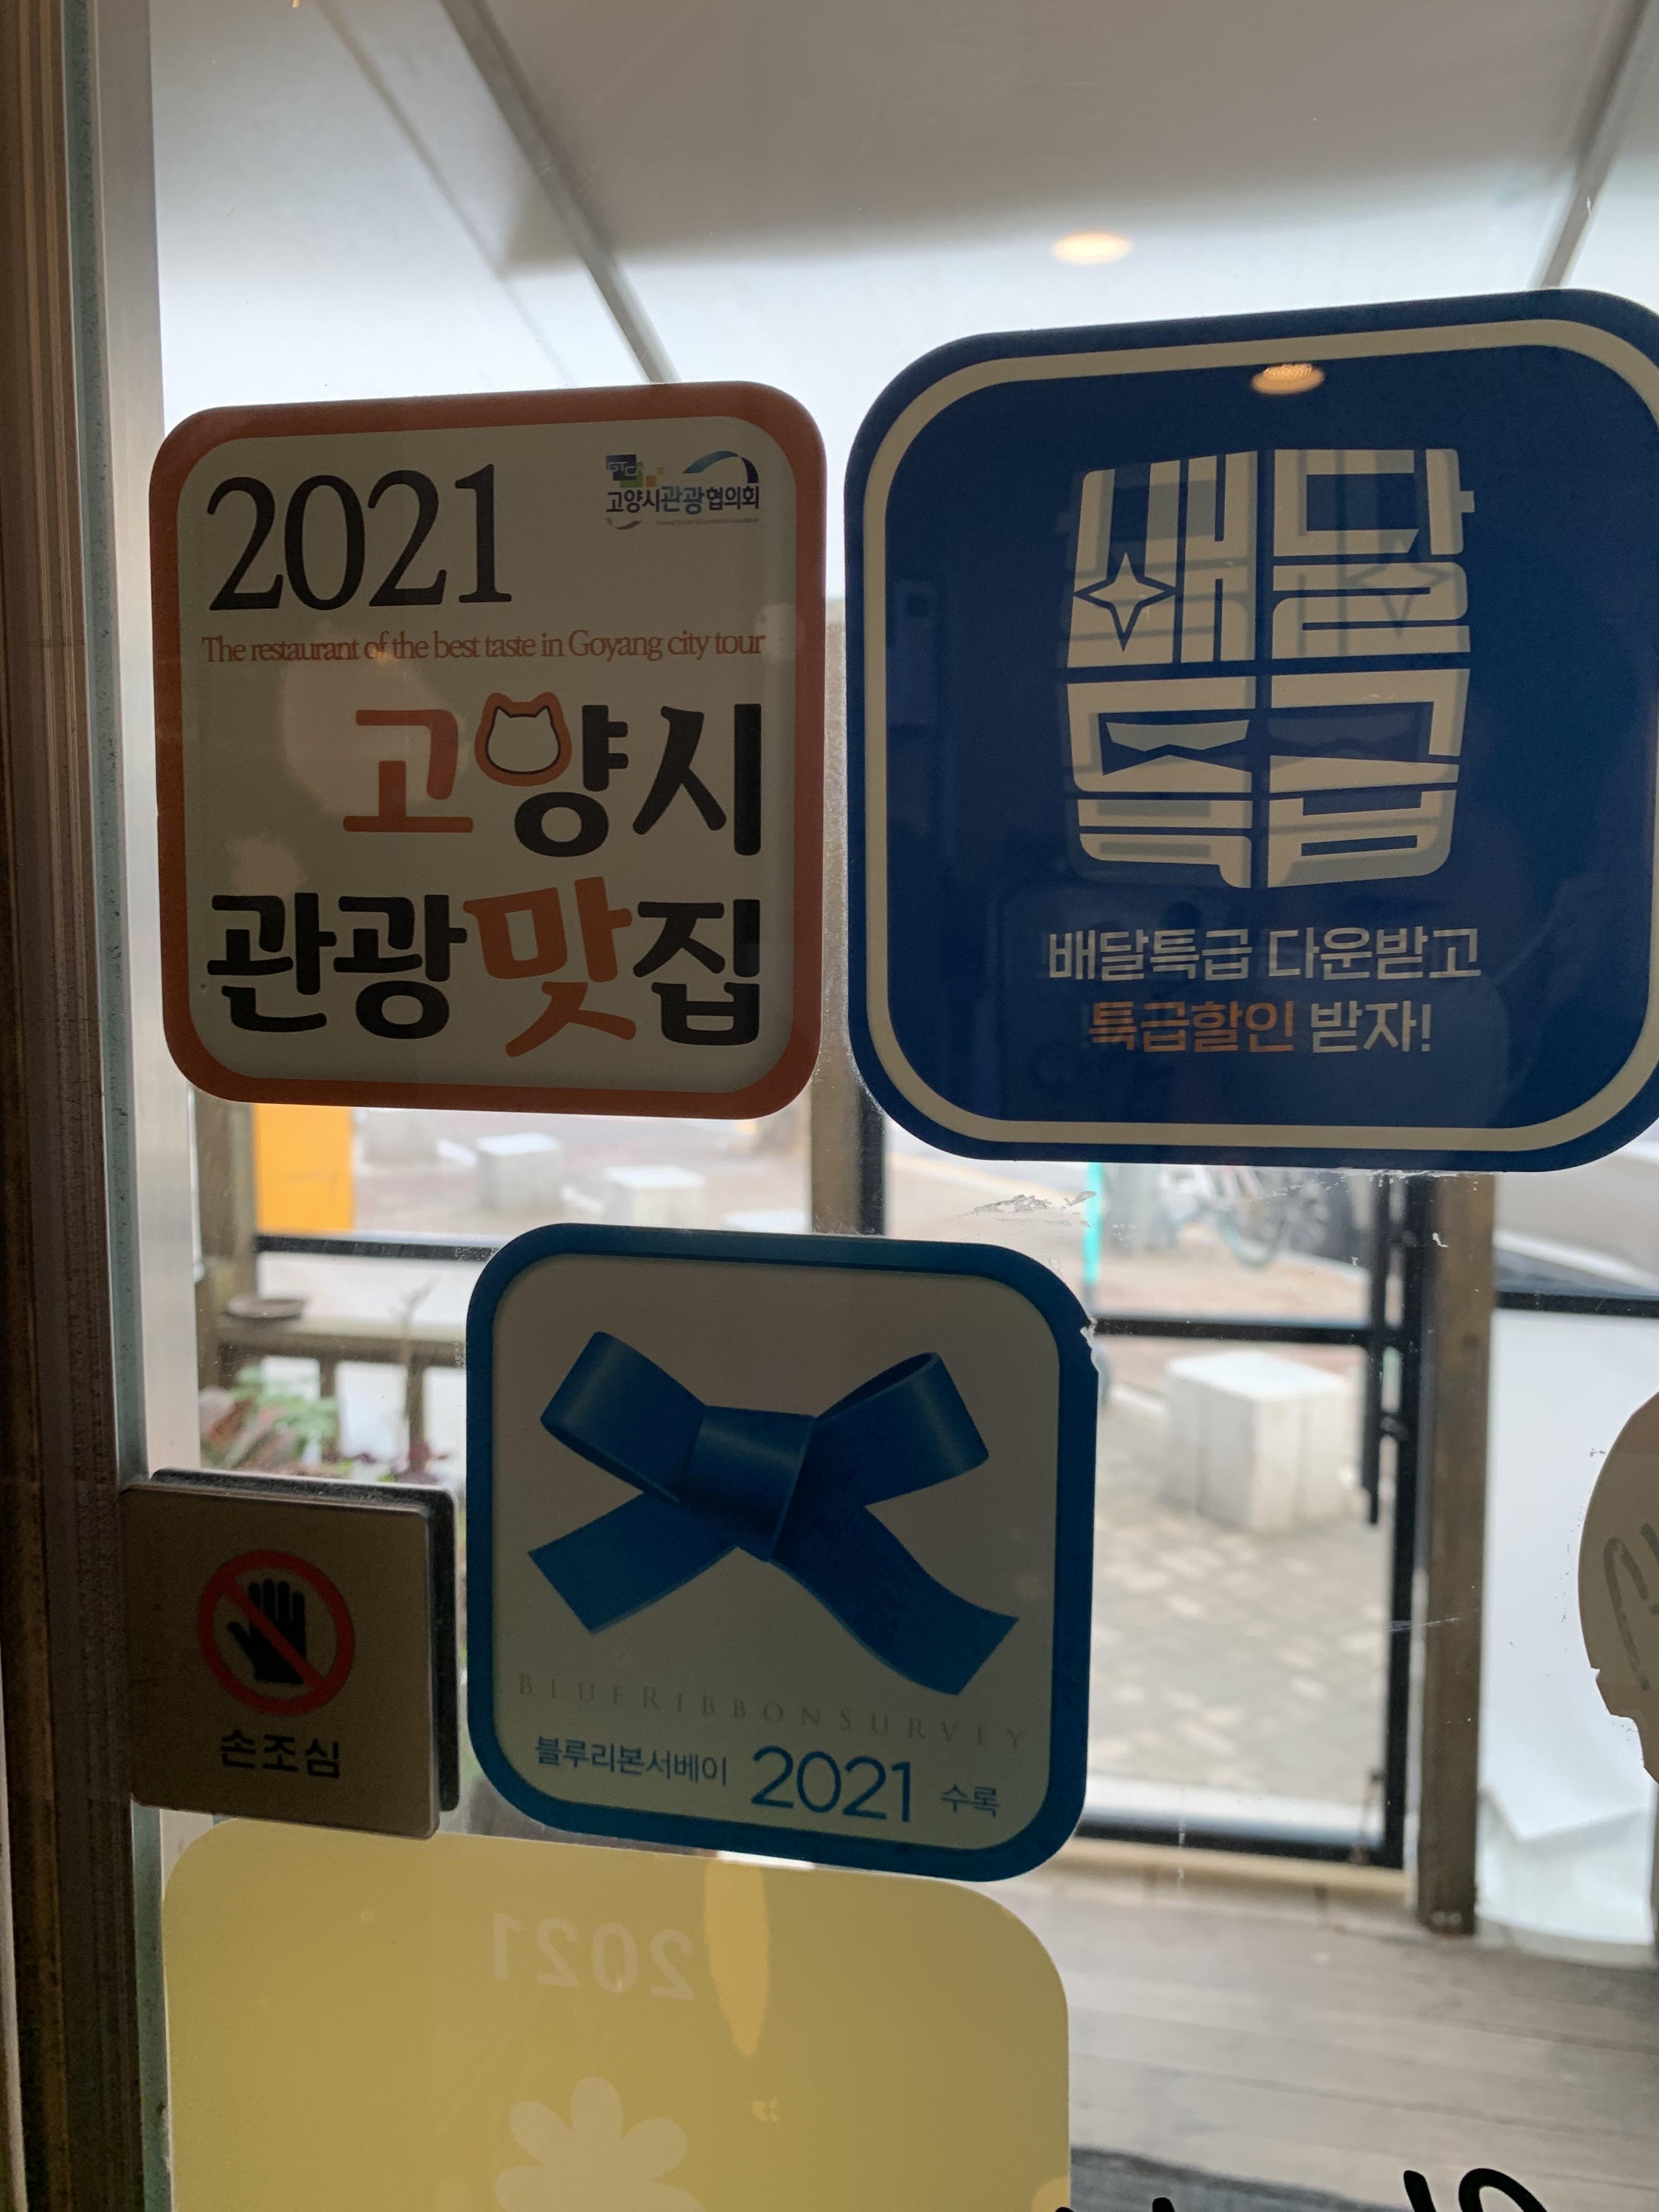 2021
GTCA
고양시관광협의회
The restaurant of the best taste in Goyang city tour
고양시
관광맛집
배달
특급
배달특급 다운받고
특급할인 받자!
BLUERIBBONSURVEY
블루리본서베이 2021 수록
손조심
2021